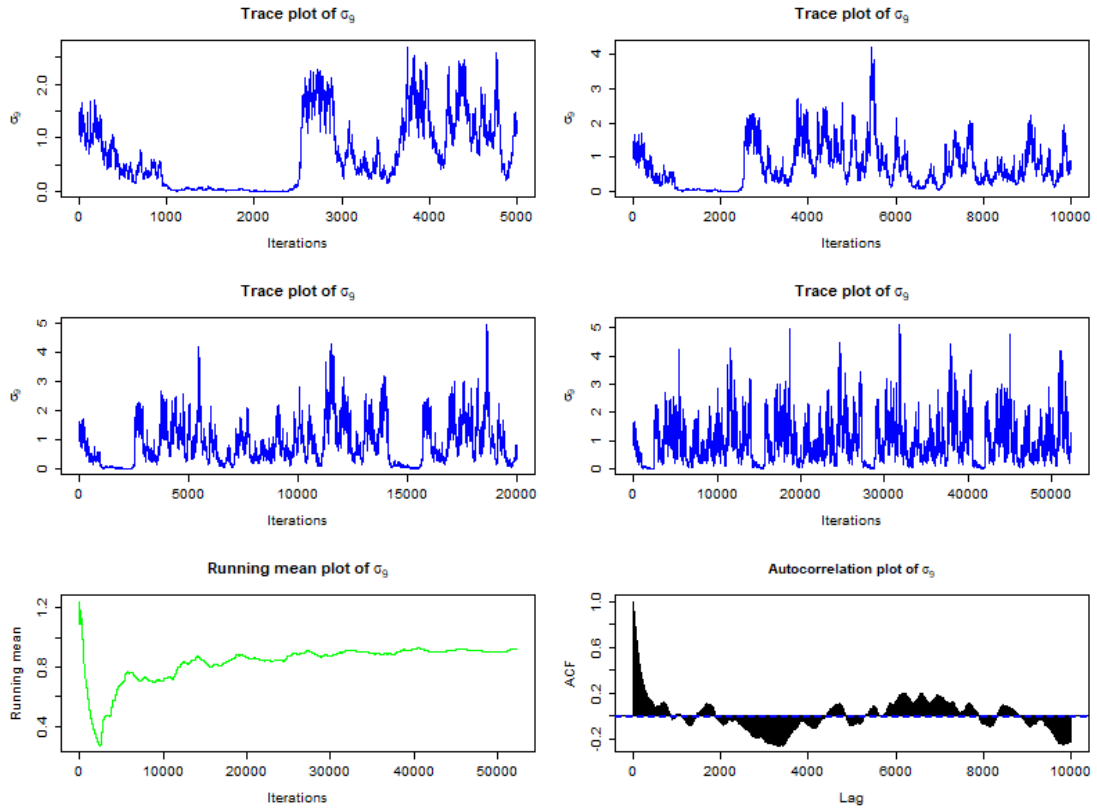 Trace plot of σ9
σ9
0.0 1.0 2.0
0 1000 2000 3000 4000 5000
Iterations
Trace plot of σ9
σ9
0 1 2 3 4
0 2000 4000 6000 8000 10000
Iterations
Trace plot of σ9
σ9
0 1 2 3 4 5
0 5000 10000 15000 20000
Iterations
Trace plot of σ9
σ9
0 1 2 3 4 5
0 10000 20000 30000 40000 50000
Iterations
Running mean plot of σ9
Running mean
0.4 0.8 1.2
0 10000 20000 30000 40000 50000
Iterations
Autocorrelation plot of σ9
ACF
-0.2 0.2 0.6 1.0
0 2000 4000 6000 8000 10000
Lag